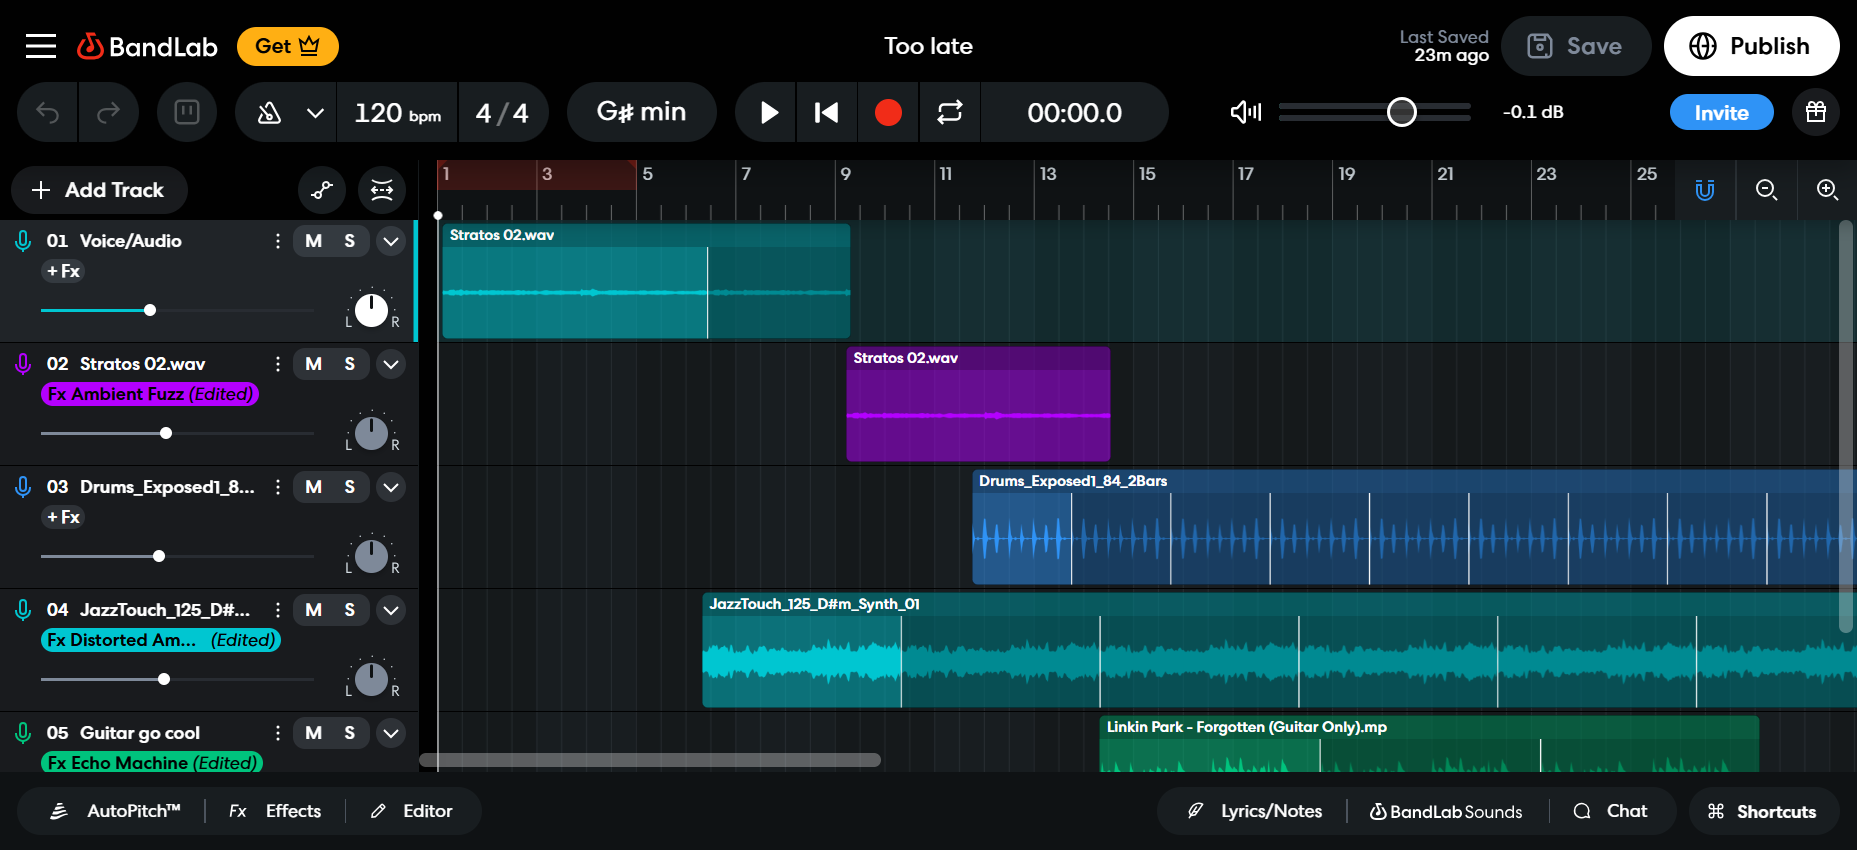 BandLab
Get
Too late
Last Saved
23m ago
Save
Publish
120 bpm
4 / 4
G# min
00:00.0
-0.1 dB
Invite
Add Track
1 3 5 7 9 11 13 15 17 19 21 23 25
01 Voice/Audio
M S
+ Fx
L R
Stratos 02.wav
02 Stratos 02.wav
M S
Fx Ambient Fuzz (Edited)
L R
Stratos 02.wav
03 Drums_Exposed1_8...
M S
+ Fx
L R
Drums_Exposed1_84_2Bars
04 JazzTouch_125_D#...
M S
Fx Distorted Am... (Edited)
L R
JazzTouch_125_D#m_Synth_01
05 Guitar go cool
M S
Fx Echo Machine (Edited)
Linkin Park - Forgotten (Guitar Only).mp
AutoPitch™
Fx Effects
Editor
Lyrics/Notes
BandLab Sounds
Chat
Shortcuts